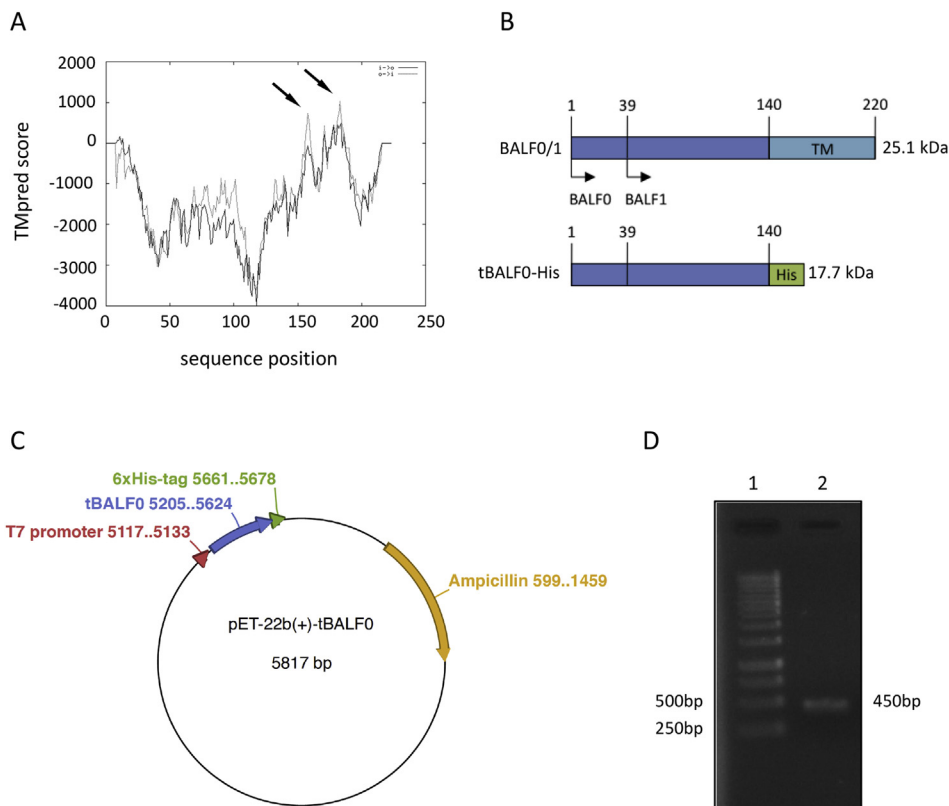 A
2000
1000
0
-1000
-2000
-3000
-4000
0
50
100
150
200
250
i->o
o->i
TMpred score
sequence position
B
1
39
140
220
BALF0/1
TM
25.1 kDa
BALF0
BALF1
1
39
140
tBALF0-His
His
17.7 kDa
C
6xHis-tag 5661..5678
tBALF0 5205..5624
T7 promoter 5117..5133
Ampicillin 599..1459
pET-22b(+)-tBALF0
5817 bp
D
1
2
500bp
450bp
250bp